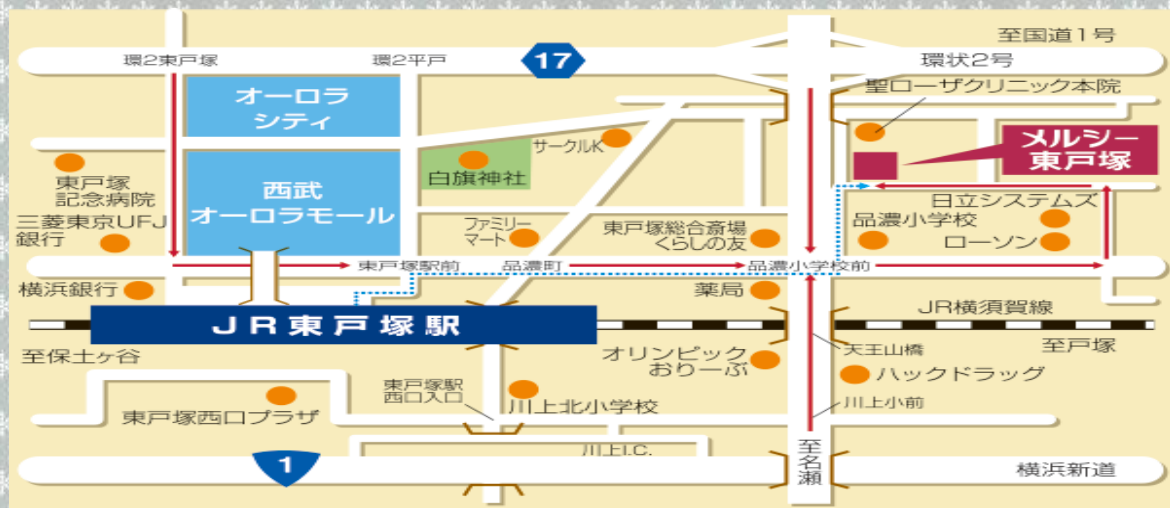 至国道1号
環2東戸塚
環2平戸
17
環状2号
聖ローザクリニック本院
オーロラ
シティ
サークルK
メルシー
東戸塚
東戸塚
記念病院
西武
オーロラモール
白旗神社
日立システムズ
三菱東京UFJ
銀行
ファミリー
マート
東戸塚総合斎場
くらしの友
品濃小学校
ローソン
東戸塚駅前
品濃町
品濃小学校前
横浜銀行
薬局
JR東戸塚駅
JR横須賀線
至保土ヶ谷
オリンピック
おりーぶ
天王山橋
至戸塚
ハックドラッグ
東戸塚駅
西口入口
東戸塚西口プラザ
川上北小学校
川上小前
川上I.C.
至名瀬
1
横浜新道